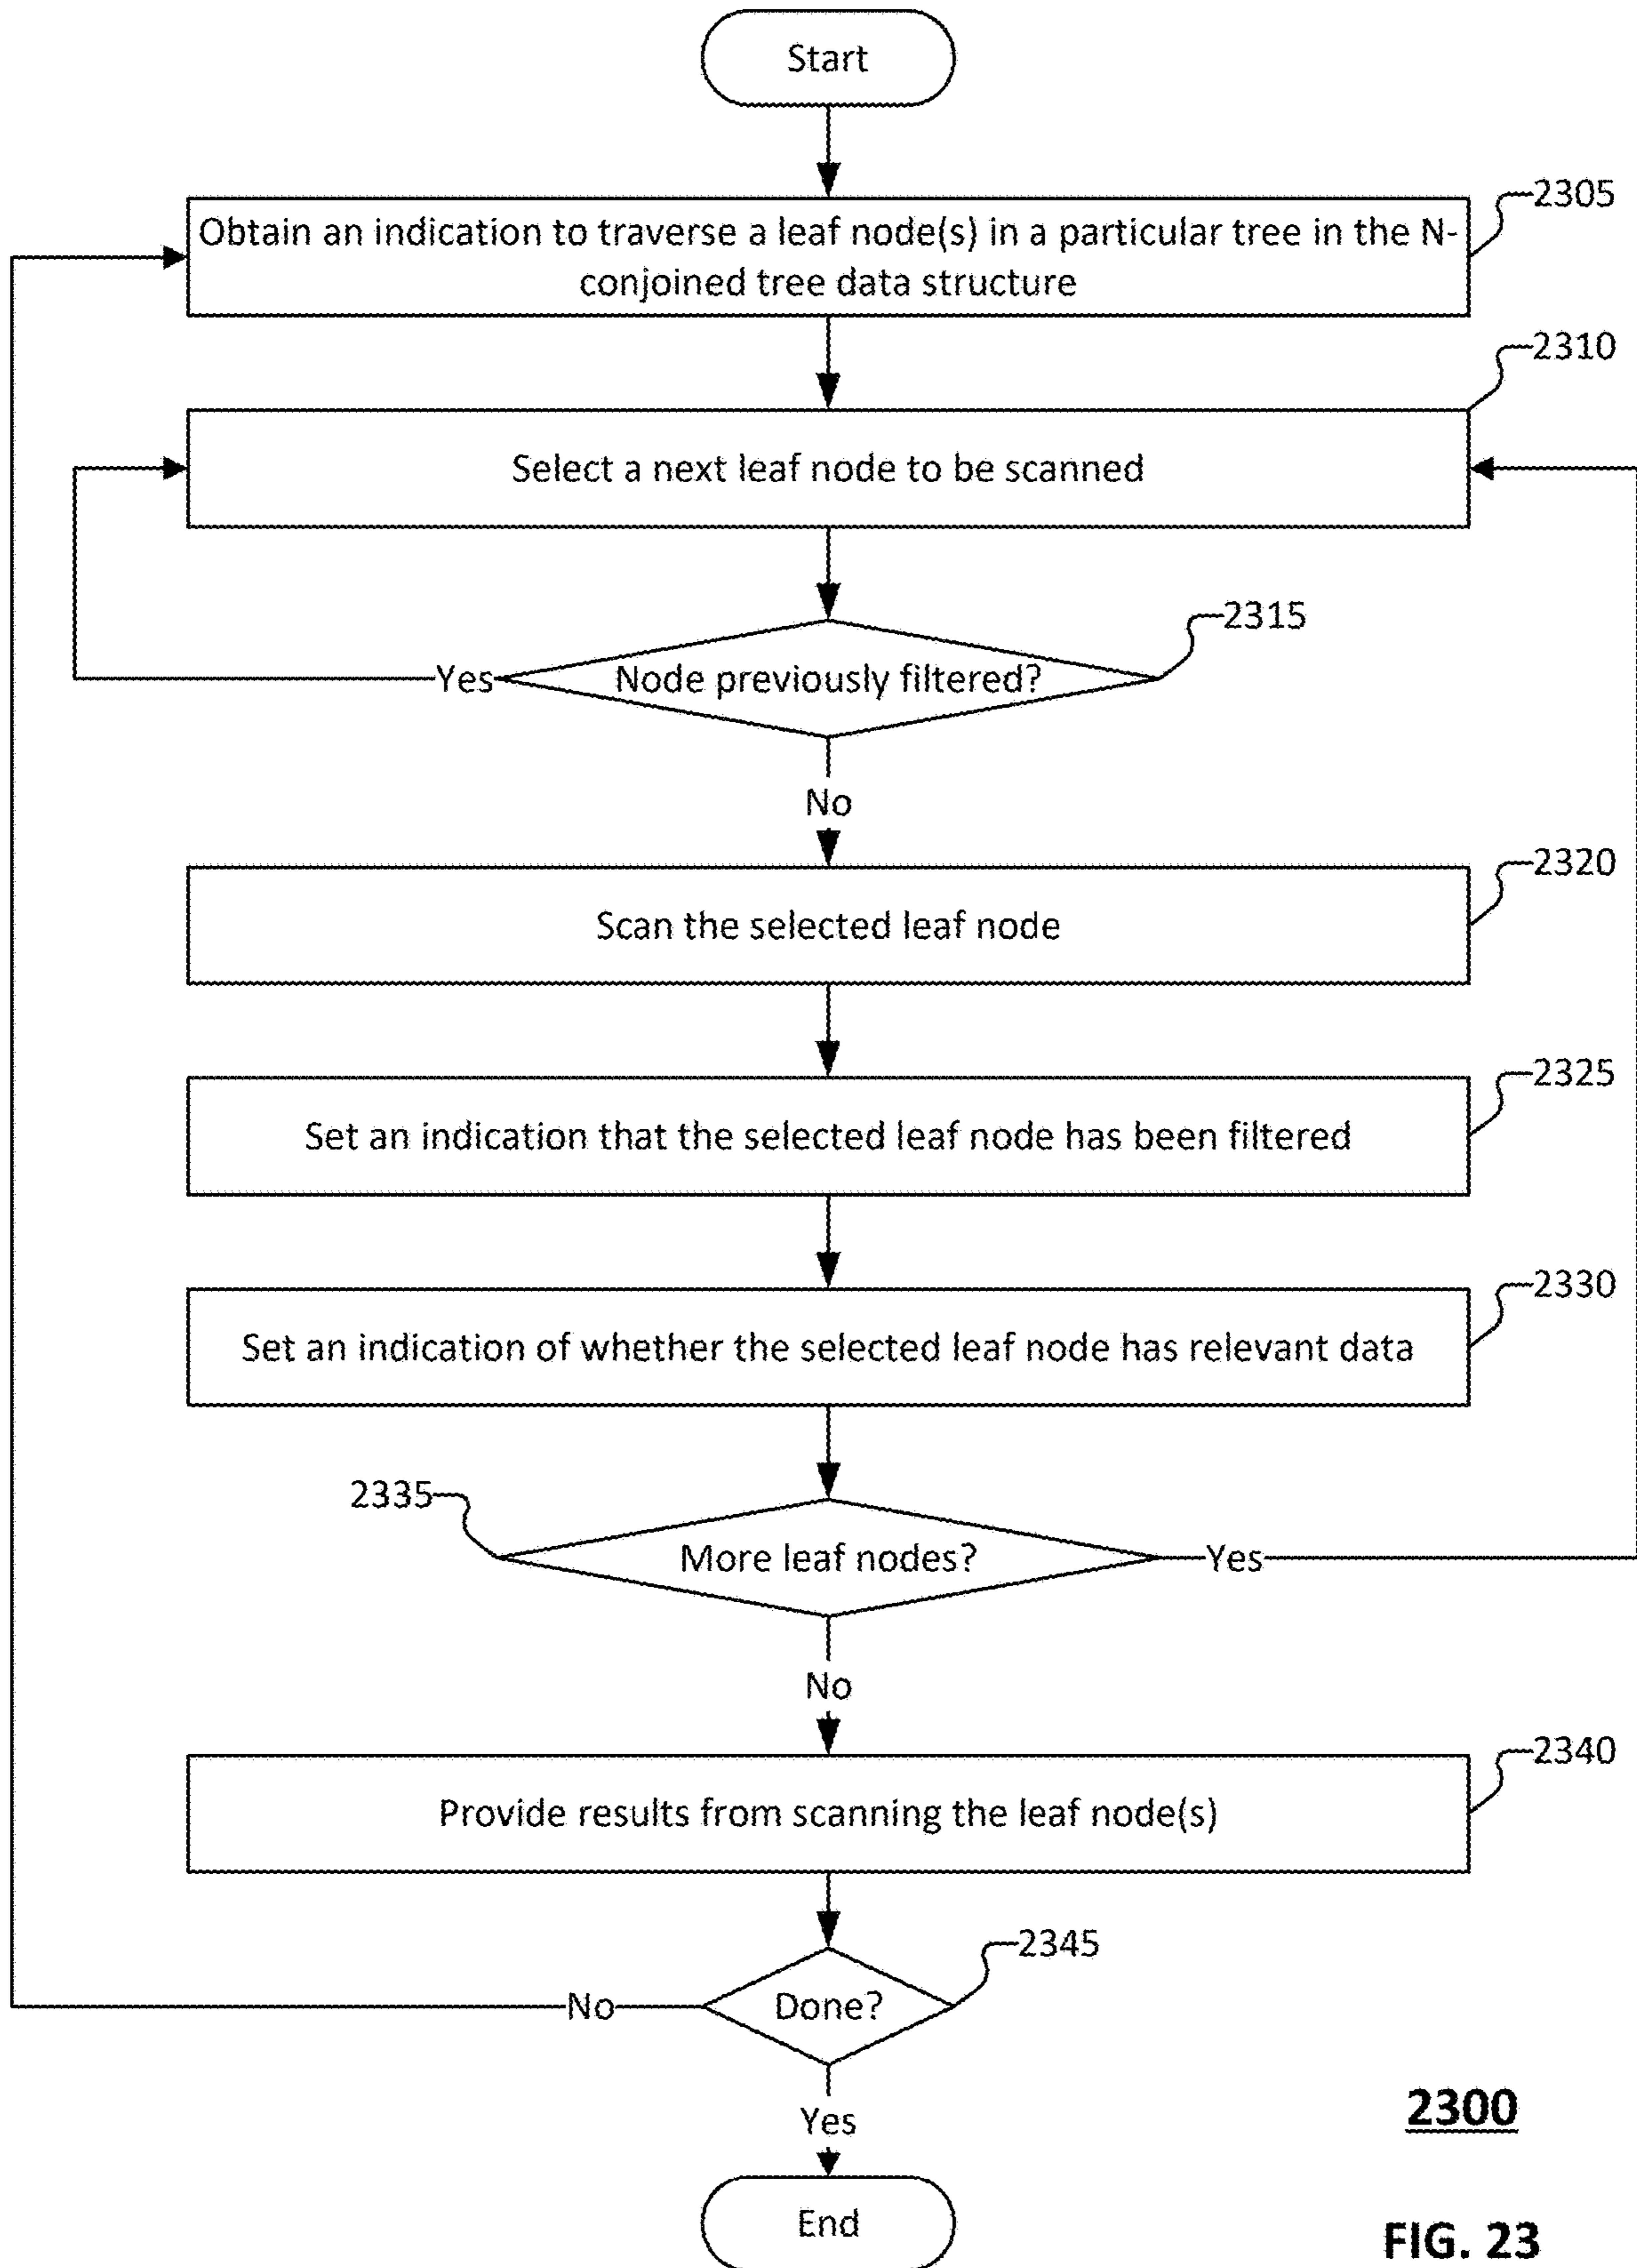 Start
Obtain an indication to traverse a leaf node(s) in a particular tree in the N-
conjoined tree data structure
2305
2310
Select a next leaf node to be scanned
2315
Yes
Node previously filtered?
No
2320
Scan the selected leaf node
2325
Set an indication that the selected leaf node has been filtered
2330
Set an indication of whether the selected leaf node has relevant data
2335
More leaf nodes?
Yes
No
2340
Provide results from scanning the leaf node(s)
2345
No
Done?
Yes
2300
End
FIG. 23